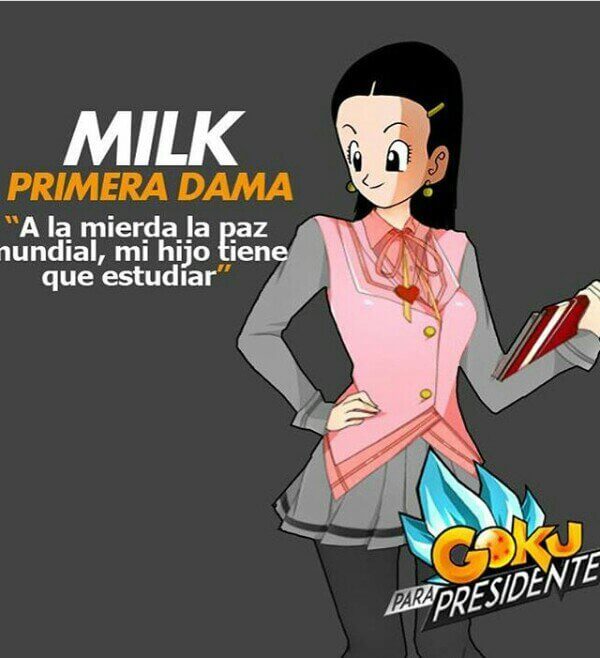 MILK
PRIMERA DAMA
“A la mierda la paz
mundial, mi hijo tiene
que estudiar”
GOKU
PARA PRESIDENTE